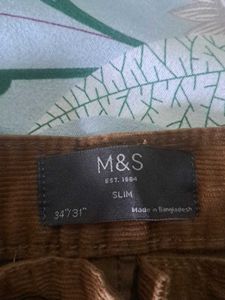 M&S
EST. 1884
SLIM
34"/31"
Made in Bangladesh